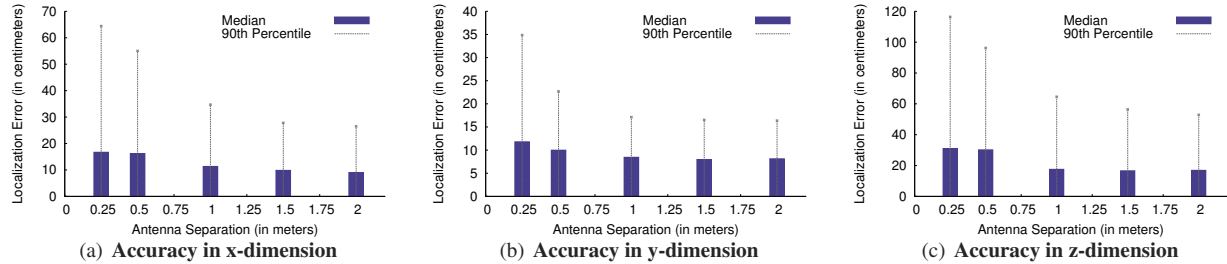 70
60
50
40
30
20
10
0
Localization Error (in centimeters)
Median
90th Percentile
0 0.25 0.5 0.75 1 1.25 1.5 1.75 2
Antenna Separation (in meters)
(a) Accuracy in x-dimension
40
35
30
25
20
15
10
5
0
Localization Error (in centimeters)
Median
90th Percentile
0 0.25 0.5 0.75 1 1.25 1.5 1.75 2
Antenna Separation (in meters)
(b) Accuracy in y-dimension
120
100
80
60
40
20
0
Localization Error (in centimeters)
Median
90th Percentile
0 0.25 0.5 0.75 1 1.25 1.5 1.75 2
Antenna Separation (in meters)
(c) Accuracy in z-dimension